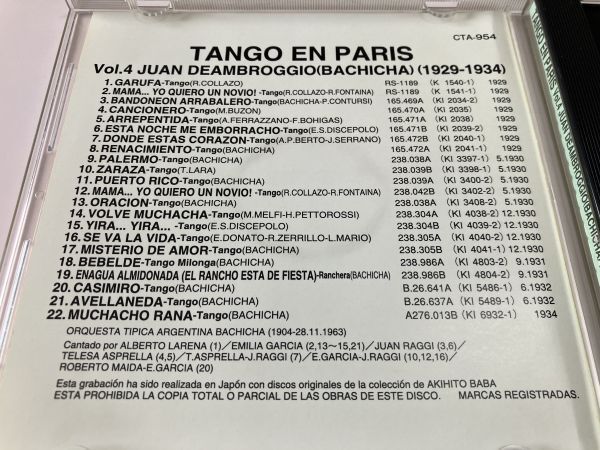 CTA-954
TANGO EN PARIS
Vol.4 JUAN DEAMBROGGIO(BACHICHA) (1929-1934)
1. GARUFA-Tango(R.COLLAZO) RS-1189 (K 1540-1) 1929
2. MAMA... YO QUIERO UN NOVIO! -Tango(R.COLLAZO-R.FONTAINA) RS-1189 (K 1541-1) 1929
3. BANDONEON ARRABALERO-Tango(BACHICHA-P.CONTURSI) 165.469A (KI 2034-2) 1929
4. CANCIONERO-Tango(M.BUZON) 165.470A (KI 2035) 1929
5. ARREPENTIDA-Tango(A.FERRAZZANO-F.BOHIGAS) 165.471A (KI 2038) 1929
6. ESTA NOCHE ME EMBORRACHO-Tango(E.S.DISCEPOLO) 165.471B (KI 2039-2) 1929
7. DONDE ESTAS CORAZON-Tango(A.P.BERTO-J.SERRANO) 165.472B (KI 2040-1) 1929
8. RENACIMIENTO-Tango(BACHICHA) 165.472A (KI 2041-1) 1929
9. PALERMO-Tango(BACHICHA) 238.038A (KI 3397-1) 5.1930
10. ZARAZA-Tango(T.LARA) 238.039B (KI 3398-1) 5.1930
11. PUERTO RICO-Tango(BACHICHA) 238.039A (KI 3400-2) 5.1930
12. MAMA... YO QUIERO UN NOVIO! -Tango(R.COLLAZO-R.FONTAINA) 238.042B (KI 3402-2) 5.1930
13. ORACION-Tango(BACHICHA) 238.038A (KI 3408-2) 5.1930
14. VOLVE MUCHACHA-Tango(M.MELFI-H.PETTOROSSI) 238.304A (KI 4038-2) 12.1930
15. YIRA... YIRA... -Tango(E.S.DISCEPOLO) 238.304B (KI 4039-2) 12.1930
16. SE VA LA VIDA-Tango(E.DONATO-R.ZERRILLO-L.MARIO) 238.305A (KI 4040-2) 12.1930
17. MISTERIO DE AMOR-Tango(BACHICHA) 238.305B (KI 4041-1) 12.1930
18. BEBELDE-Tango Milonga(BACHICHA) 238.986A (KI 4803-2) 9.1931
19. ENAGUA ALMIDONADA (EL RANCHO ESTA DE FIESTA)-Ranchera(BACHICHA) 238.986B (KI 4804-2) 9.1931
20. CASIMIRO-Tango(BACHICHA) B.26.641A (KI 5486-1) 6.1932
21. AVELLANEDA-Tango(BACHICHA) B.26.637A (KI 5489-1) 6.1932
22. MUCHACHO RANA-Tango(BACHICHA) A276.013B (KI 6932-1) 1934
ORQUESTA TIPICA ARGENTINA BACHICHA (1904-28.11.1963)
Cantado por ALBERTO LARENA (1)／EMILIA GARCIA (2,13～15,21)／JUAN RAGGI (3,6)／
TELESA ASPRELLA (4,5)／T.ASPRELLA-J.RAGGI (7)／E.GARCIA-J.RAGGI (10,12,16)／
ROBERTO MAIDA-E.GARCIA (20)
Esta grabación ha sido realizada en Japón con discos originales de la colección de AKIHITO BABA
ESTA PROHIBIDA LA COPIA TOTAL O PARCIAL DE LAS OBRAS DE ESTE DISCO. MARCAS REGISTRADAS.
TANGO EN PARIS Vol.4 JUAN DEAMBROGGIO(BACHICHA)